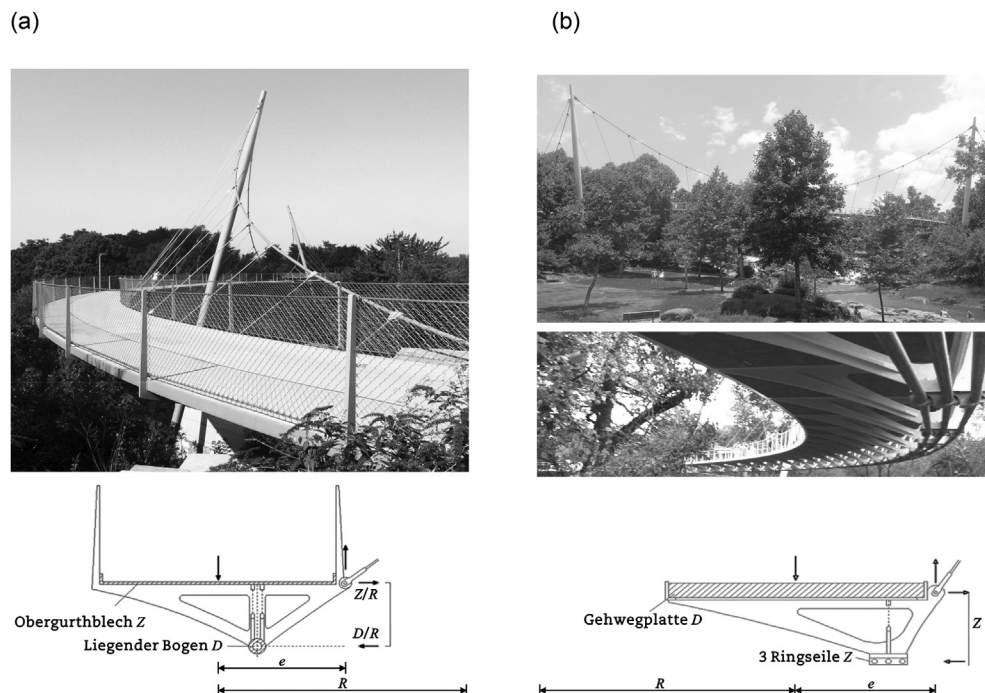 (a)
(b)
Z/R
Obergurthblech Z
Liegender Bogen D
D/R
e
R
Gehwegplatte D
Z
3 Ringseile Z
R
e